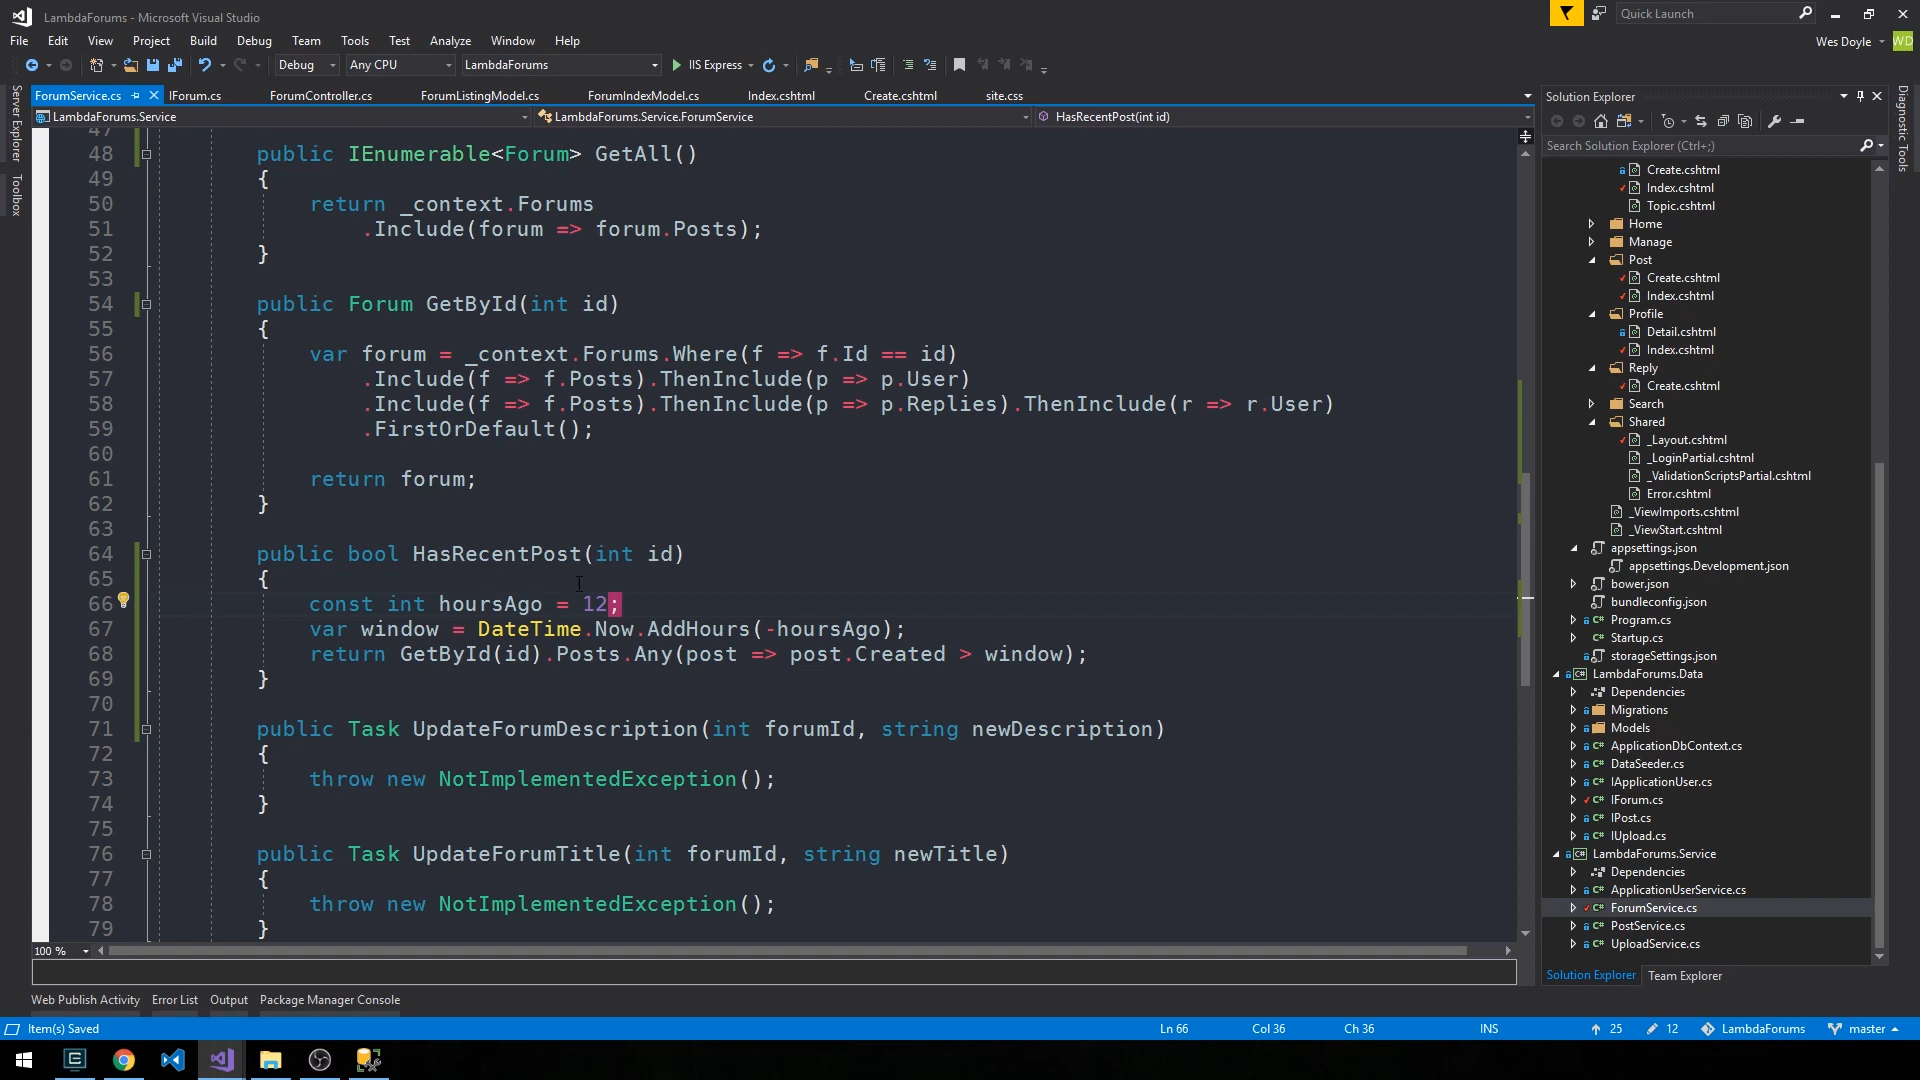 LambdaForums - Microsoft Visual Studio
Quick Launch
File Edit View Project Build Debug Team Tools Test Analyze Window Help
Wes Doyle WD
Debug Any CPU LambdaForums IIS Express
Server Explorer
Toolbox
ForumService.cs IForum.cs ForumController.cs ForumListingModel.cs ForumIndexModel.cs Index.cshtml Create.cshtml site.css
LambdaForums.Service LambdaForums.Service.ForumService HasRecentPost(int id)
47
48 public IEnumerable<Forum> GetAll()
49 {
50 return _context.Forums
51 .Include(forum => forum.Posts);
52 }
53
54 public Forum GetById(int id)
55 {
56 var forum = _context.Forums.Where(f => f.Id == id)
57 .Include(f => f.Posts).ThenInclude(p => p.User)
58 .Include(f => f.Posts).ThenInclude(p => p.Replies).ThenInclude(r => r.User)
59 .FirstOrDefault();
60
61 return forum;
62 }
63
64 public bool HasRecentPost(int id)
65 {
66 const int hoursAgo = 12;
67 var window = DateTime.Now.AddHours(-hoursAgo);
68 return GetById(id).Posts.Any(post => post.Created > window);
69 }
70
71 public Task UpdateForumDescription(int forumId, string newDescription)
72 {
73 throw new NotImplementedException();
74 }
75
76 public Task UpdateForumTitle(int forumId, string newTitle)
77 {
78 throw new NotImplementedException();
79 }
100 %
Solution Explorer
Search Solution Explorer (Ctrl+;)
Create.cshtml
Index.cshtml
Topic.cshtml
Home
Manage
Post
Create.cshtml
Index.cshtml
Profile
Detail.cshtml
Index.cshtml
Reply
Create.cshtml
Search
Shared
_Layout.cshtml
_LoginPartial.cshtml
_ValidationScriptsPartial.cshtml
Error.cshtml
_ViewImports.cshtml
_ViewStart.cshtml
appsettings.json
appsettings.Development.json
bower.json
bundleconfig.json
Program.cs
Startup.cs
storageSettings.json
LambdaForums.Data
Dependencies
Migrations
Models
ApplicationDbContext.cs
DataSeeder.cs
IApplicationUser.cs
IForum.cs
IPost.cs
IUpload.cs
LambdaForums.Service
Dependencies
ApplicationUserService.cs
ForumService.cs
PostService.cs
UploadService.cs
Solution Explorer Team Explorer
Diagnostic Tools
Web Publish Activity Error List Output Package Manager Console
Item(s) Saved Ln 66 Col 36 Ch 36 INS 25 12 LambdaForums master